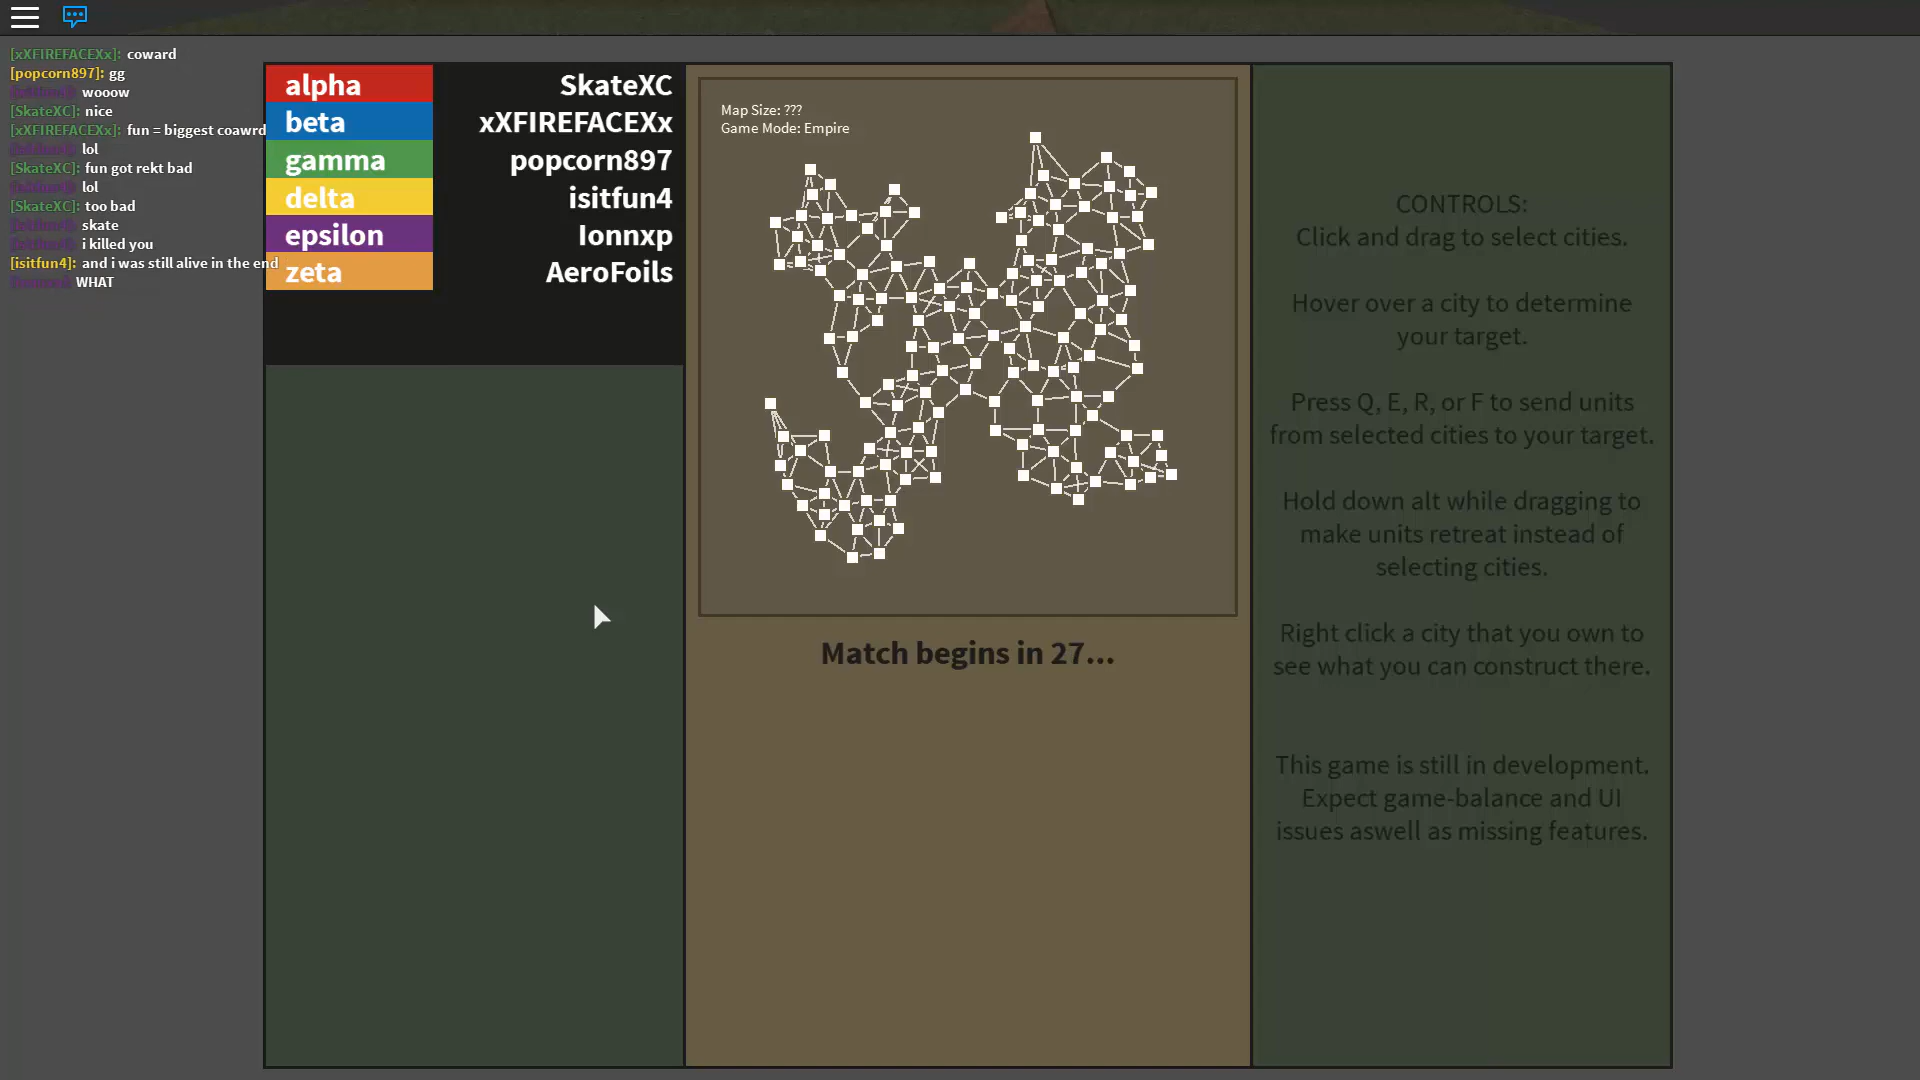 [xXFIREFACEXx]: coward
[popcorn897]: gg
wooow
[SkateXC]: nice
[xXFIREFACEXx]: fun = biggest coawrd
lol
[SkateXC]: fun got rekt bad
lol
[SkateXC]: too bad
skate
i killed you
[isitfun4]: and i was still alive in the end
WHAT
alpha SkateXC
beta xXFIREFACEXx
gamma popcorn897
delta isitfun4
epsilon Ionnxp
zeta AeroFoils
Map Size: ???
Game Mode: Empire
Match begins in 27...
CONTROLS:
Click and drag to select cities.
Hover over a city to determine
your target.
Press Q, E, R, or F to send units
from selected cities to your target.
Hold down alt while dragging to
make units retreat instead of
selecting cities.
Right click a city that you own to
see what you can construct there.
This game is still in development.
Expect game-balance and UI
issues aswell as missing features.